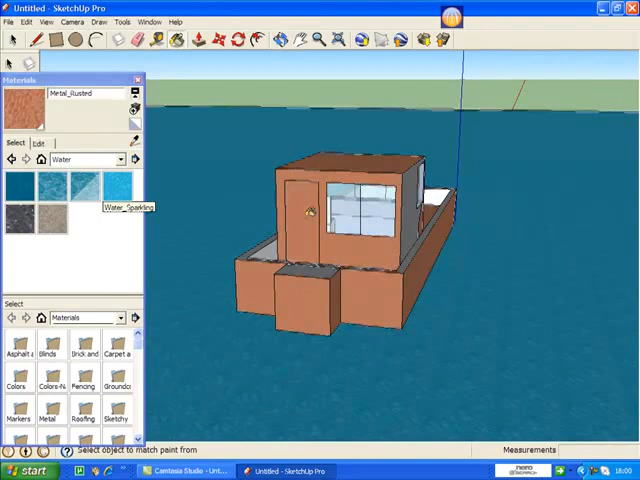 Untitled - SketchUp Pro
File Edit View Camera Draw Tools Window Help
Materials
Metal_Rusted
Select Edit
Water
Water_Sparkling
Select
Materials
Asphalt a Blinds Brick and Carpet a
Colors Colors-N Fencing Groundc
Markers Metal Roofing Sketchy
Select object to match paint from
Measurements
start
Camtasia Studio - Unt...
Untitled - SketchUp Pro
nero
18:00